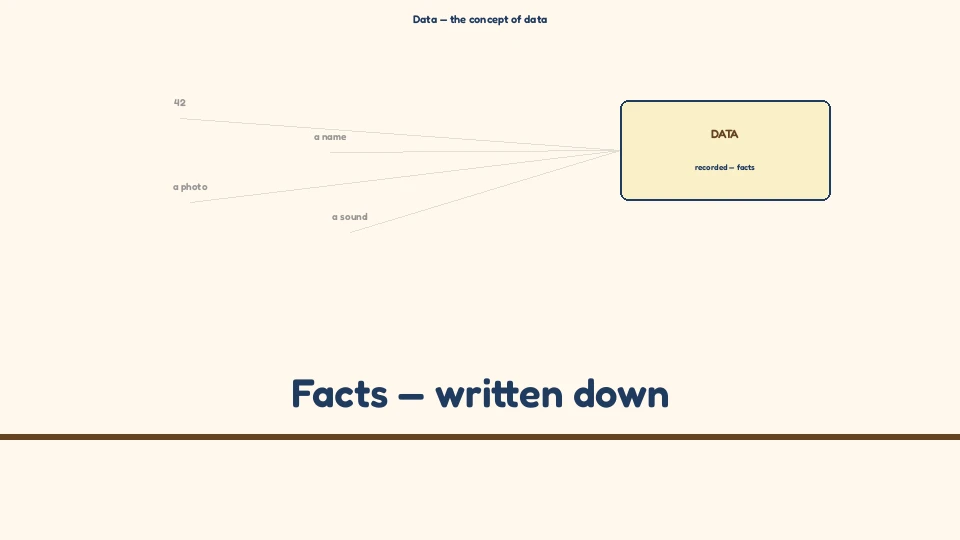 Data — the concept of data
42
a name
DATA
recorded — facts
a photo
a sound
Facts — written down